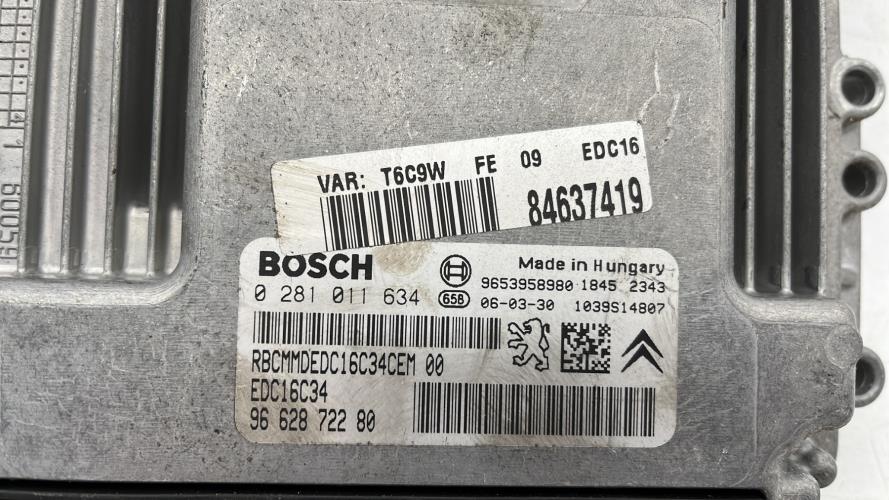 VAR: T6C9W FE 09 EDC16
84637419
BOSCH
Made in Hungary
9653958980 1845 2343
0 281 011 634 658 06-03-30 1039S14807
RBCMMDEDC16C34CEM 00
EDC16C34
96 628 722 80